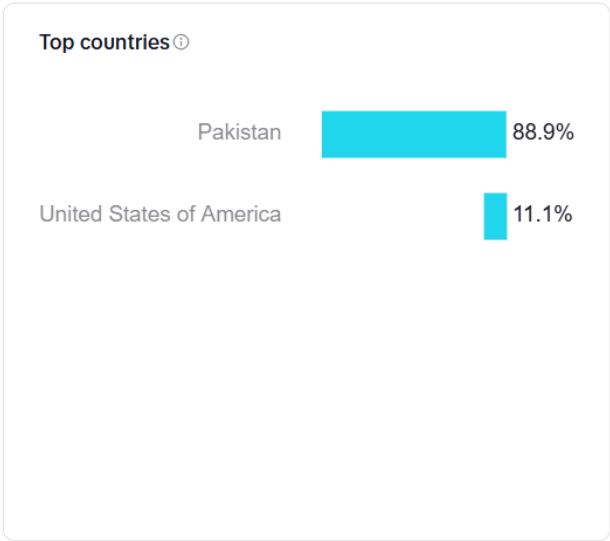 Top countries
Pakistan 88.9%
United States of America 11.1%